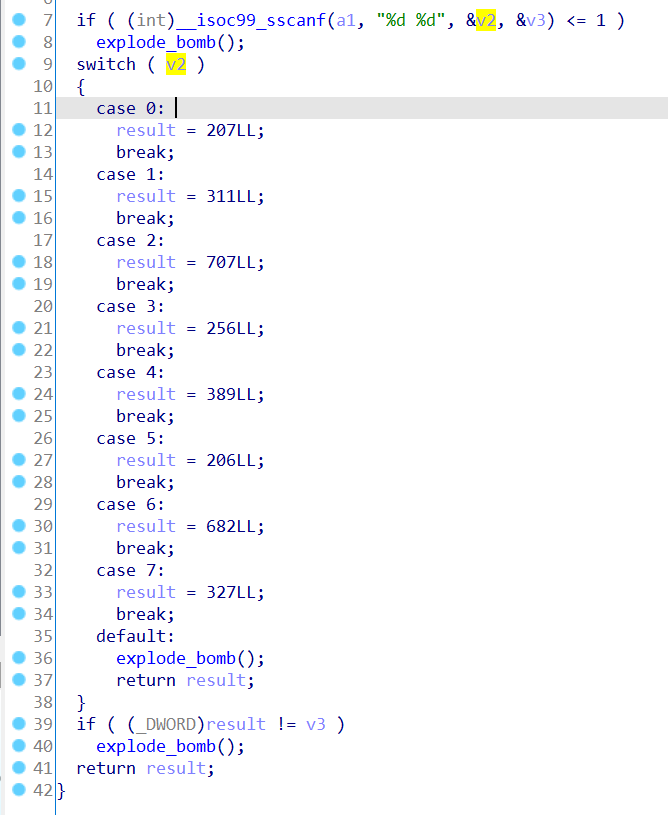 7 if ( (int)__isoc99_sscanf(a1, "%d %d", &v2, &v3) <= 1 )
8 explode_bomb();
9 switch ( v2 )
10 {
11 case 0:
12 result = 207LL;
13 break;
14 case 1:
15 result = 311LL;
16 break;
17 case 2:
18 result = 707LL;
19 break;
20 case 3:
21 result = 256LL;
22 break;
23 case 4:
24 result = 389LL;
25 break;
26 case 5:
27 result = 206LL;
28 break;
29 case 6:
30 result = 682LL;
31 break;
32 case 7:
33 result = 327LL;
34 break;
35 default:
36 explode_bomb();
37 return result;
38 }
39 if ( (_DWORD)result != v3 )
40 explode_bomb();
41 return result;
42 }